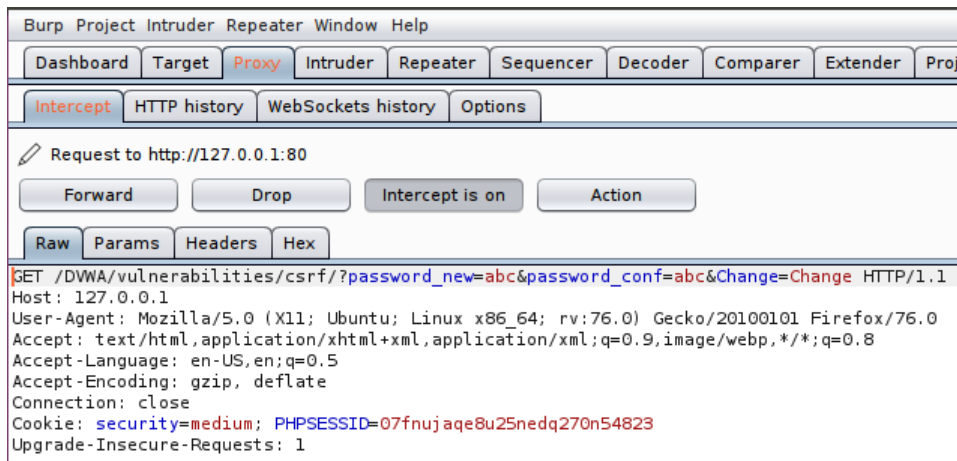 Burp Project Intruder Repeater Window Help
Dashboard Target Proxy Intruder Repeater Sequencer Decoder Comparer Extender Proj
Intercept HTTP history WebSockets history Options
Request to http://127.0.0.1:80
Forward Drop Intercept is on Action
Raw Params Headers Hex
GET /DVWA/vulnerabilities/csrf/?password_new=abc&password_conf=abc&Change=Change HTTP/1.1
Host: 127.0.0.1
User-Agent: Mozilla/5.0 (X11; Ubuntu; Linux x86_64; rv:76.0) Gecko/20100101 Firefox/76.0
Accept: text/html,application/xhtml+xml,application/xml;q=0.9,image/webp,*/*;q=0.8
Accept-Language: en-US,en;q=0.5
Accept-Encoding: gzip, deflate
Connection: close
Cookie: security=medium; PHPSESSID=07fnujaqe8u25nedq270n54823
Upgrade-Insecure-Requests: 1